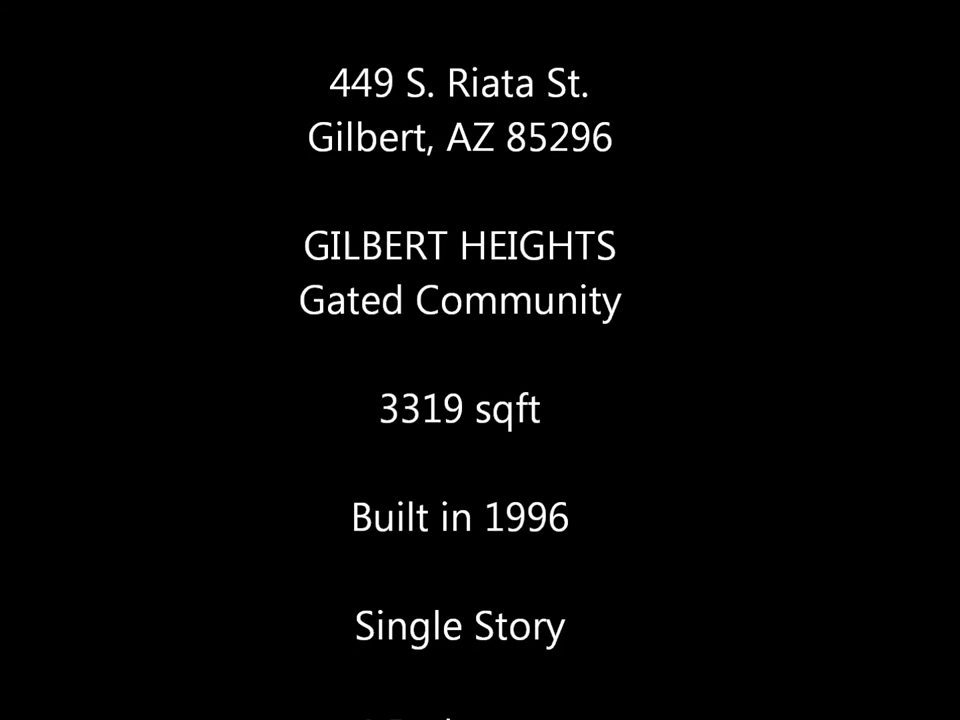 449 S. Riata St.
Gilbert, AZ 85296
GILBERT HEIGHTS
Gated Community
3319 sqft
Built in 1996
Single Story